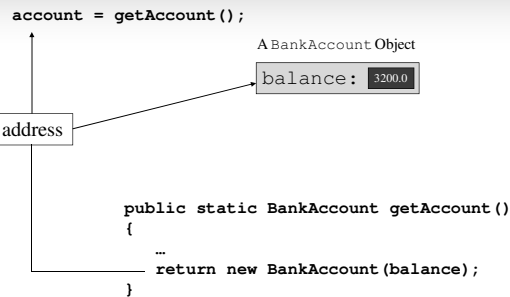 account = getAccount();
A BankAccount Object
balance: 3200.0
address
public static BankAccount getAccount()
{
…
return new BankAccount(balance);
}